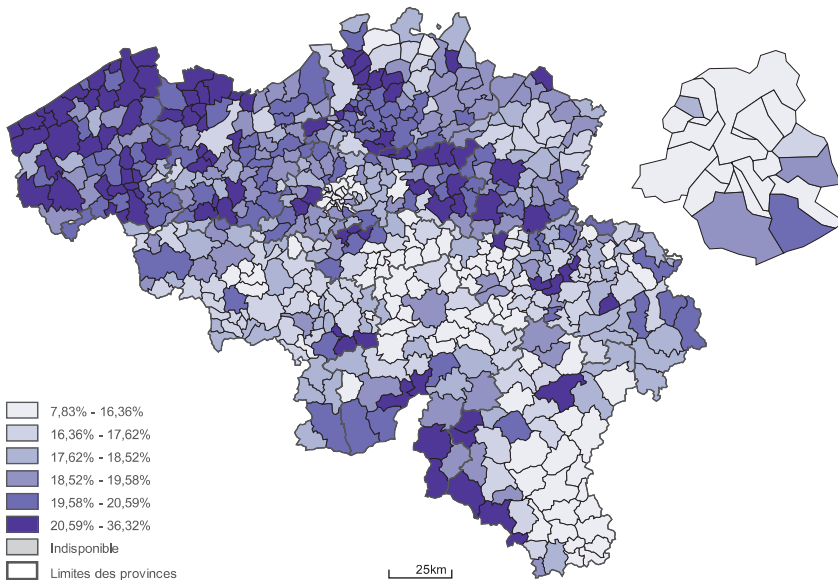 7,83% - 16,36%
16,36% - 17,62%
17,62% - 18,52%
18,52% - 19,58%
19,58% - 20,59%
20,59% - 36,32%
Indisponible
Limites des provinces
25km